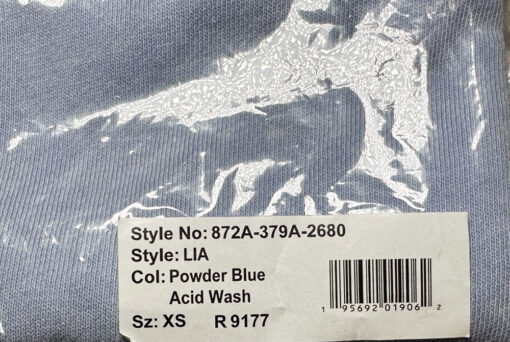 Style No: 872A-379A-2680
Style: LIA
Col: Powder Blue
Acid Wash
Sz: XS R 9177
1 95692 01906 2